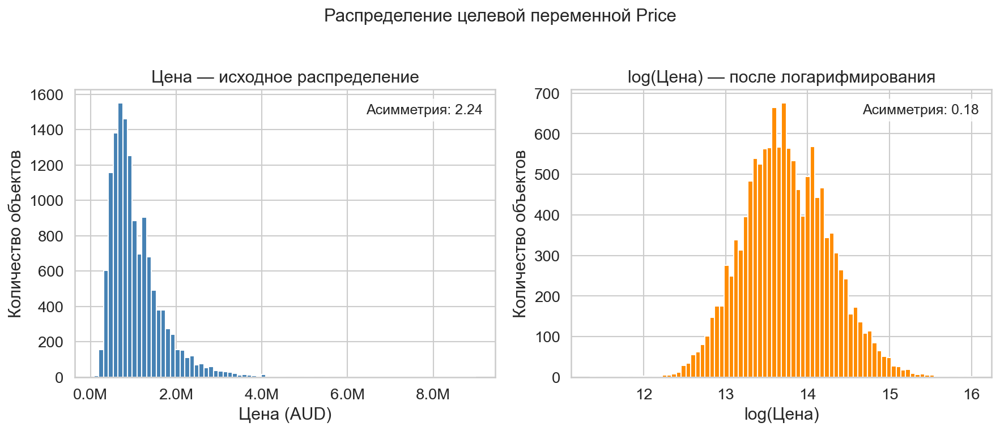 Распределение целевой переменной Price
Цена — исходное распределение
Асимметрия: 2.24
Количество объектов
1600
1400
1200
1000
800
600
400
200
0
0.0M
2.0M
4.0M
6.0M
8.0M
Цена (AUD)
log(Цена) — после логарифмирования
Асимметрия: 0.18
Количество объектов
700
600
500
400
300
200
100
0
12
13
14
15
16
log(Цена)